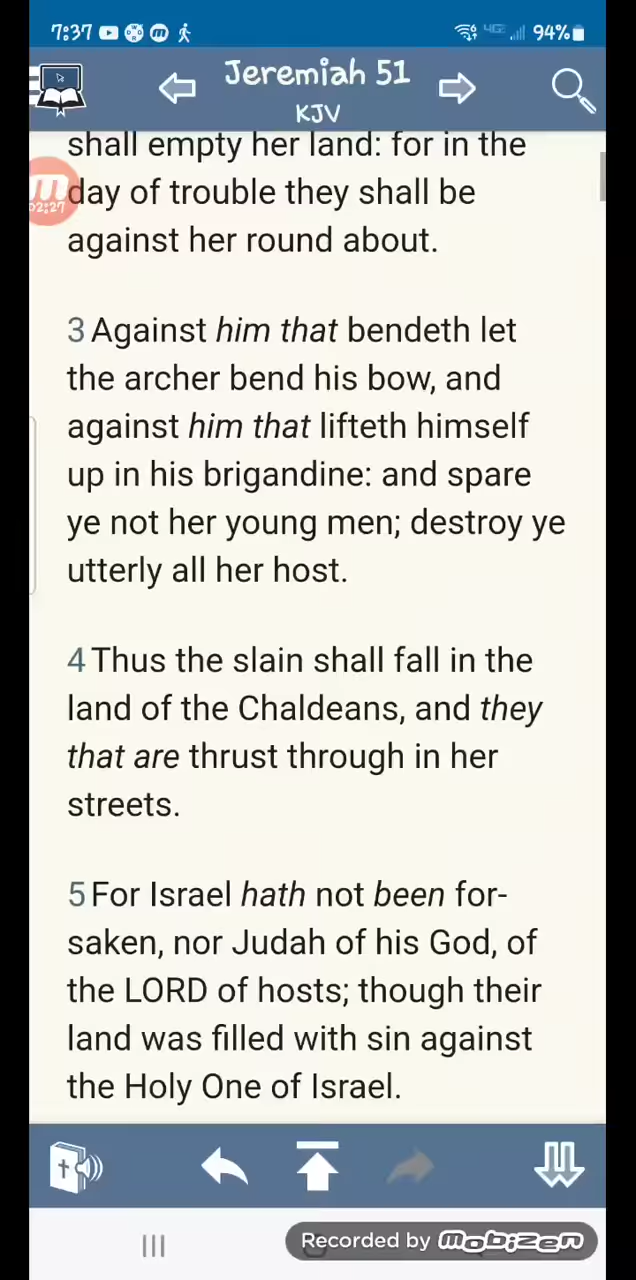 7:37 94%
Jeremiah 51
KJV
shall empty her land: for in the
day of trouble they shall be
02:27
against her round about.
3 Against him that bendeth let
the archer bend his bow, and
against him that lifteth himself
up in his brigandine: and spare
ye not her young men; destroy ye
utterly all her host.
4 Thus the slain shall fall in the
land of the Chaldeans, and they
that are thrust through in her
streets.
5 For Israel hath not been for-
saken, nor Judah of his God, of
the LORD of hosts; though their
land was filled with sin against
the Holy One of Israel.
Recorded by mobizen